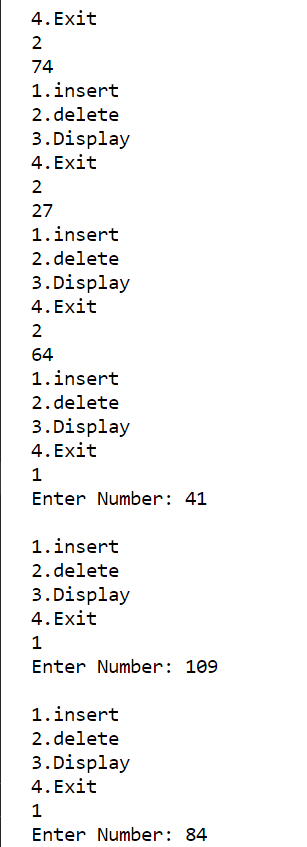 4.Exit
2
74
1.insert
2.delete
3.Display
4.Exit
2
27
1.insert
2.delete
3.Display
4.Exit
2
64
1.insert
2.delete
3.Display
4.Exit
1
Enter Number: 41
1.insert
2.delete
3.Display
4.Exit
1
Enter Number: 109
1.insert
2.delete
3.Display
4.Exit
1
Enter Number: 84